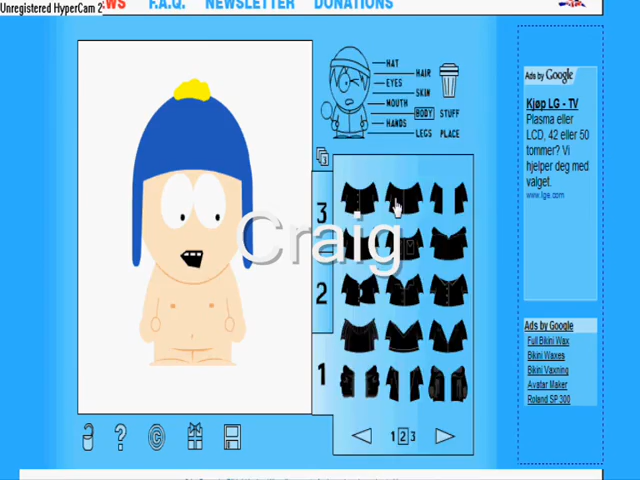 Unregistered HyperCam 2
WS F.A.Q. NEWSLETTER DONATIONS
HAT
HAIR
EYES
SKIN
MOUTH
BODY STUFF
HANDS
LEGS PLACE
3
2
1
Craig
1 2 3
Ads by Google
Kjøp LG - TV
Plasma eller
LCD, 42 eller 50
tommer? Vi
hjelper deg med
valget.
www.lge.com
Ads by Google
Full Bikini Wax
Bikini Waxes
Bikini Vaxning
Avatar Maker
Roland SP 300